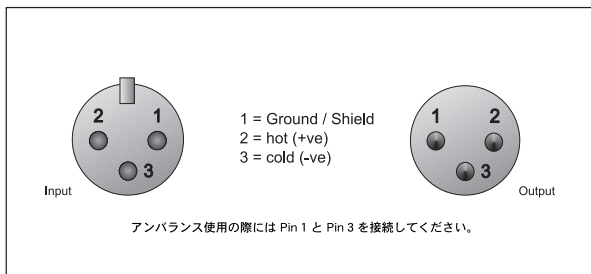 2 1
3
Input
1 = Ground / Shield
2 = hot (+ve)
3 = cold (-ve)
1 2
3
Output
アンバランス使用の際には Pin 1 と Pin 3 を接続してください。